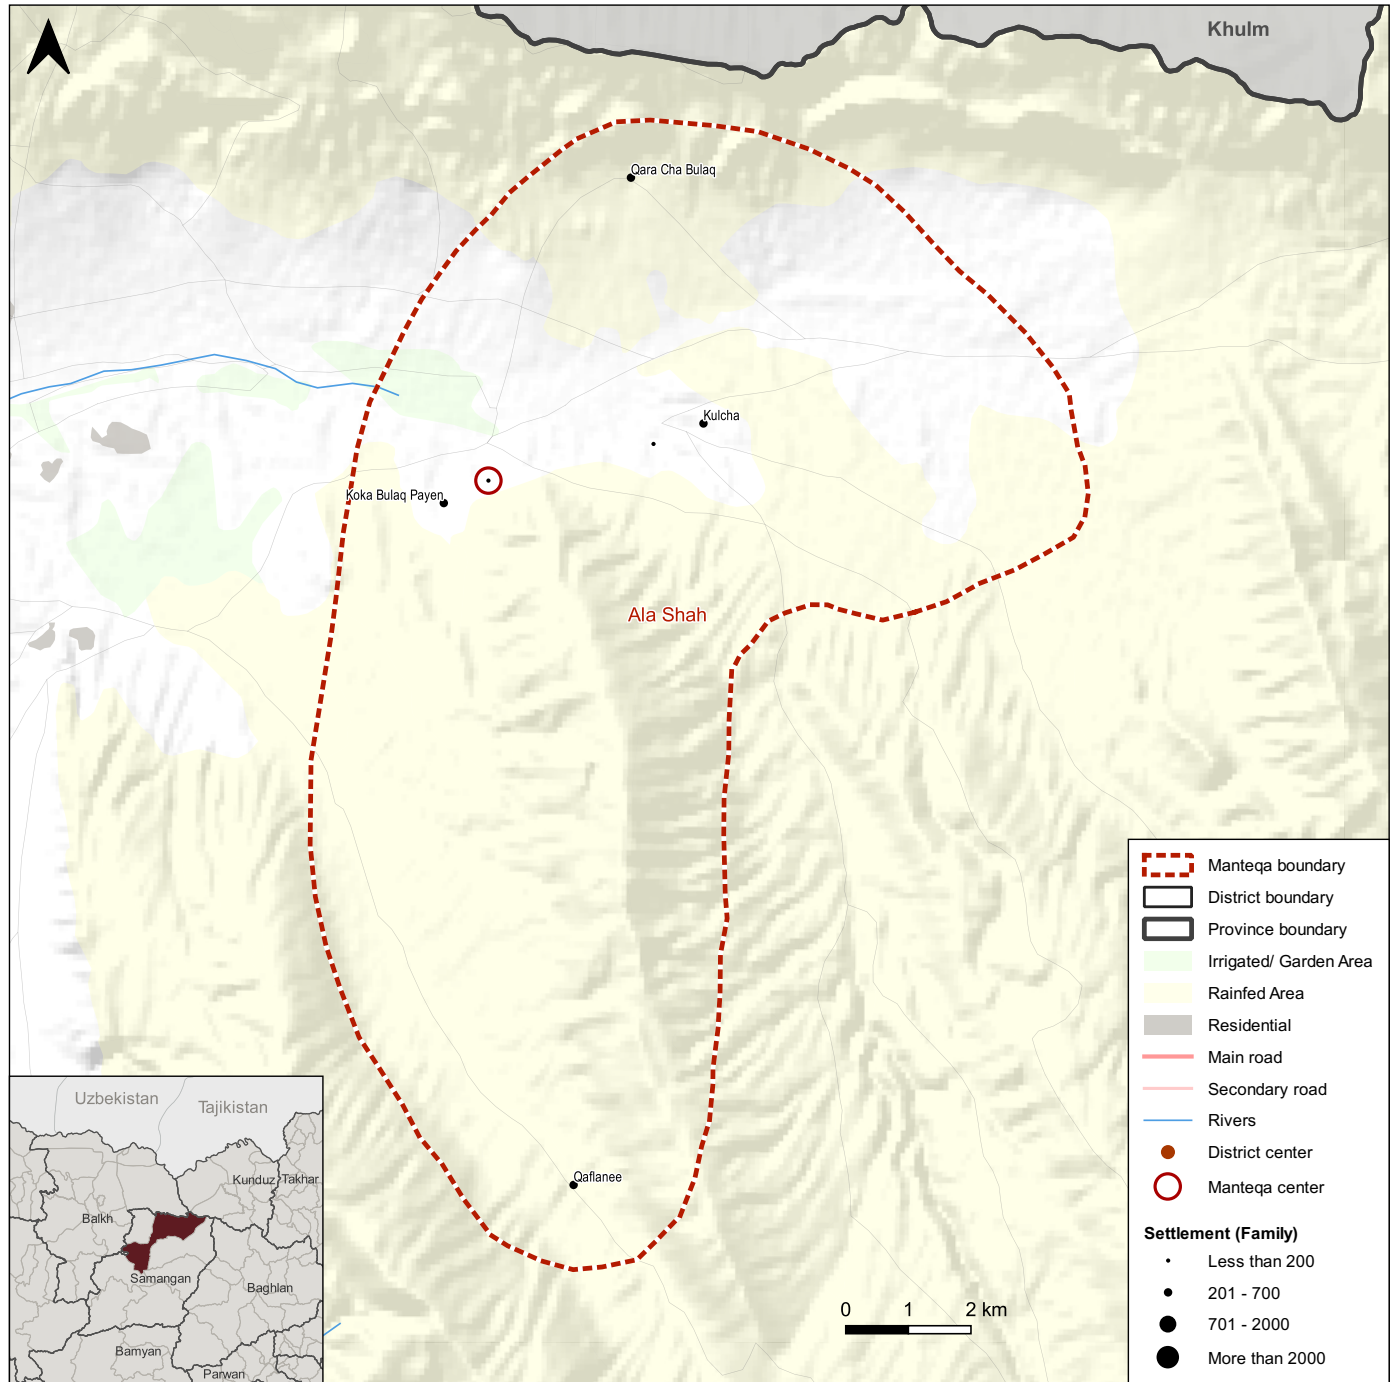 Khulm
Qara Cha Bulaq
Kulcha
Koka Bulaq Payen
Ala Shah
Qaflanee
0 1 2 km
Manteqa boundary
District boundary
Province boundary
Irrigated/ Garden Area
Rainfed Area
Residential
Main road
Secondary road
Rivers
District center
Manteqa center
Settlement (Family)
Less than 200
201 - 700
701 - 2000
More than 2000
Uzbekistan
Tajikistan
Kunduz
Takhar
Balkh
Samangan
Baghlan
Bamyan
Parwan